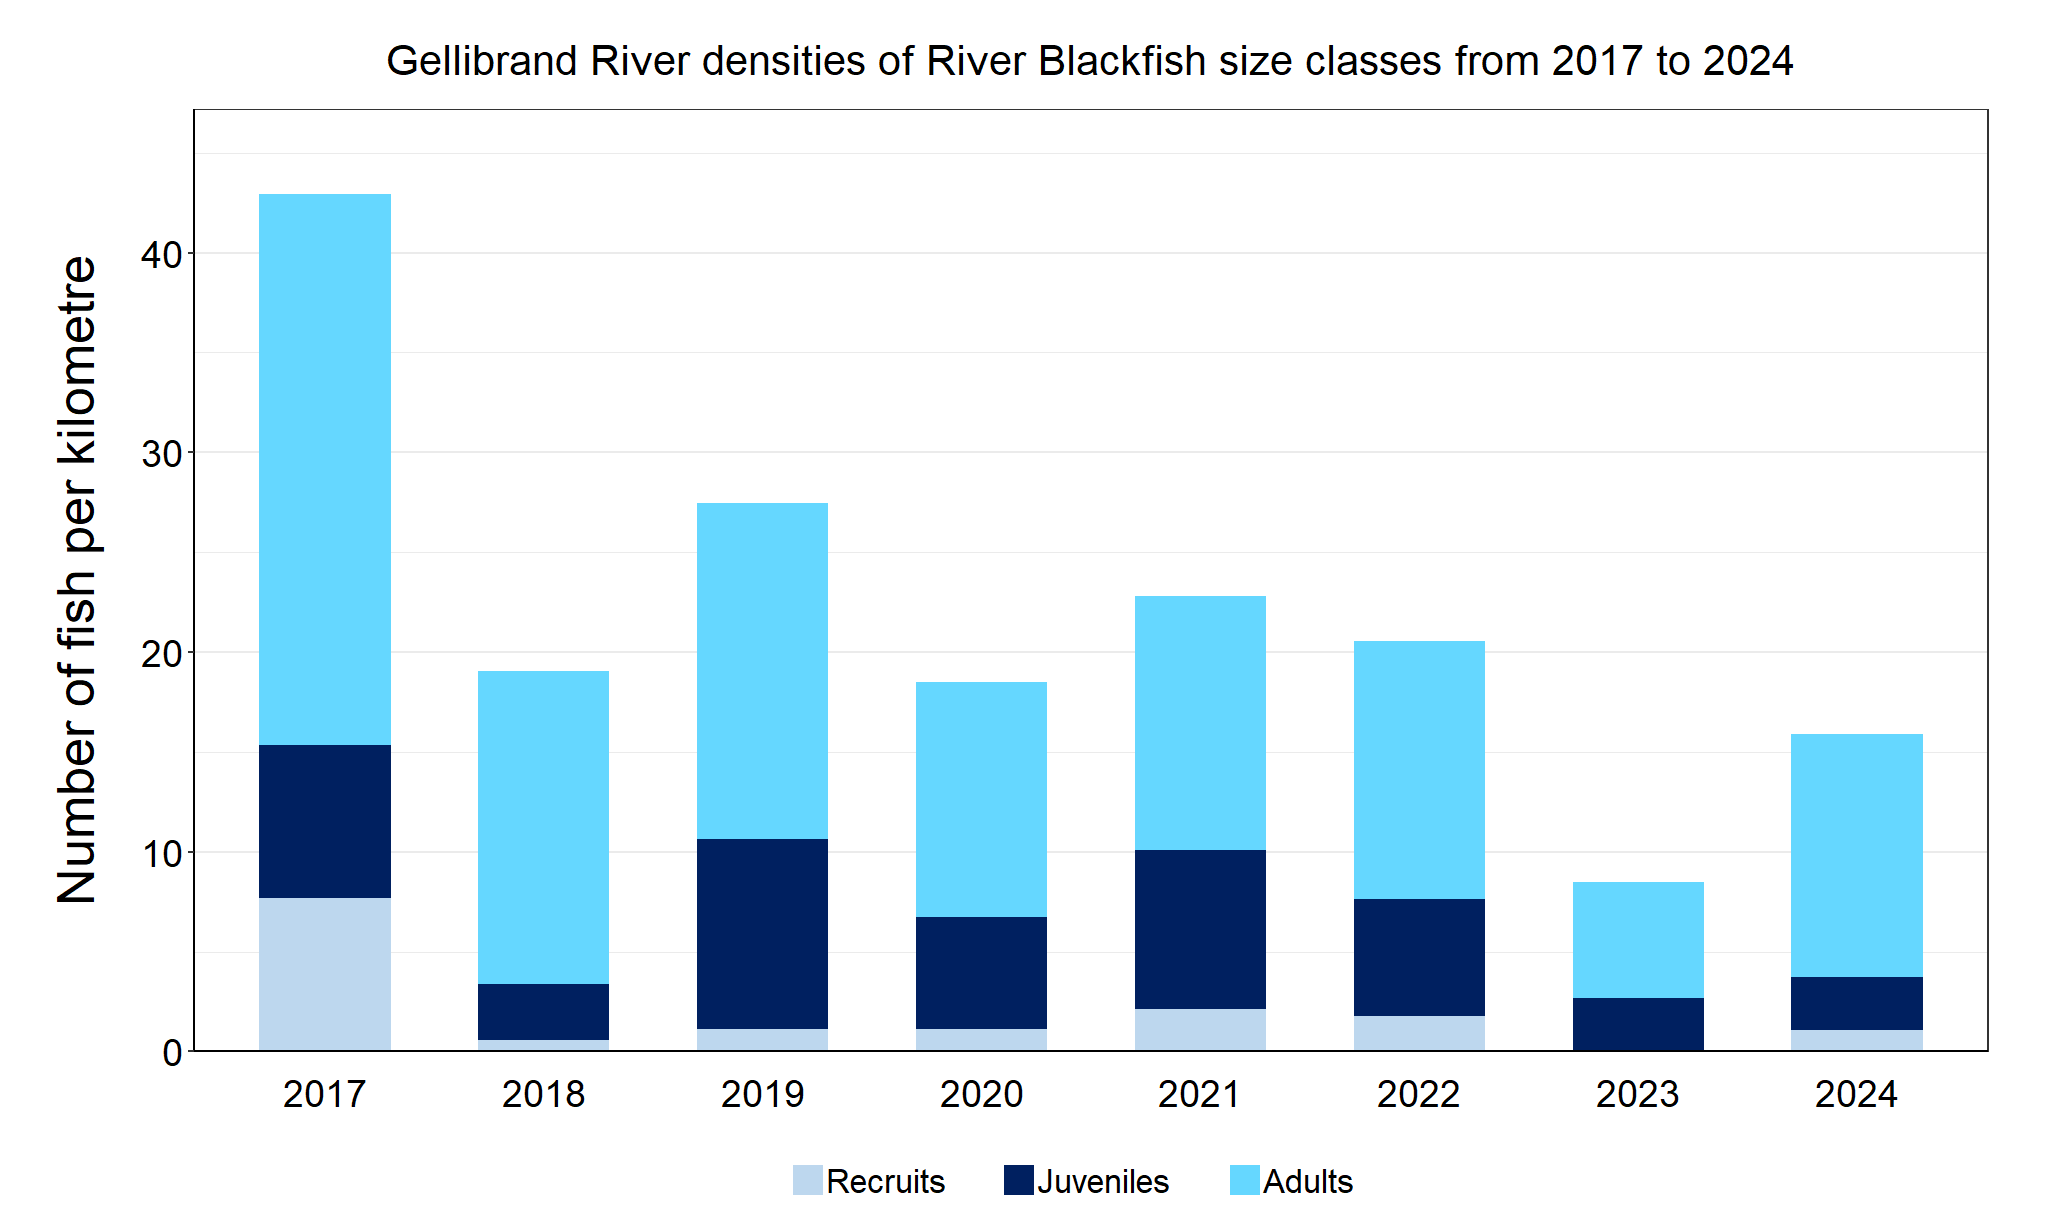 Gellibrand River densities of River Blackfish size classes from 2017 to 2024
Number of fish per kilometre
40
30
20
10
0
2017 2018 2019 2020 2021 2022 2023 2024
Recruits Juveniles Adults